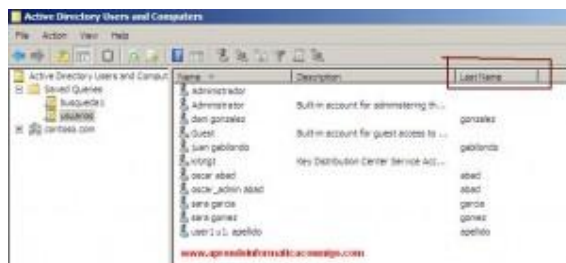 Active Directory Users and Computers
File Action View Help
Active Directory Users and Comput
Saved Queries
busquedas
usuarios
contoso.com
Name Description Last Name
Administrador
Administrator Built-in account for administering th...
dani gonzales gonzales
Guest Built-in account for guest access to ...
juan gabilondo gabilondo
krbtgt Key Distribution Center Service Acc...
oscar abad abad
oscar_admin abad abad
sara garcia garcia
sara gomez gomez
user1 u1. apellido apellido
www.aprendeinformaticaconmigo.com